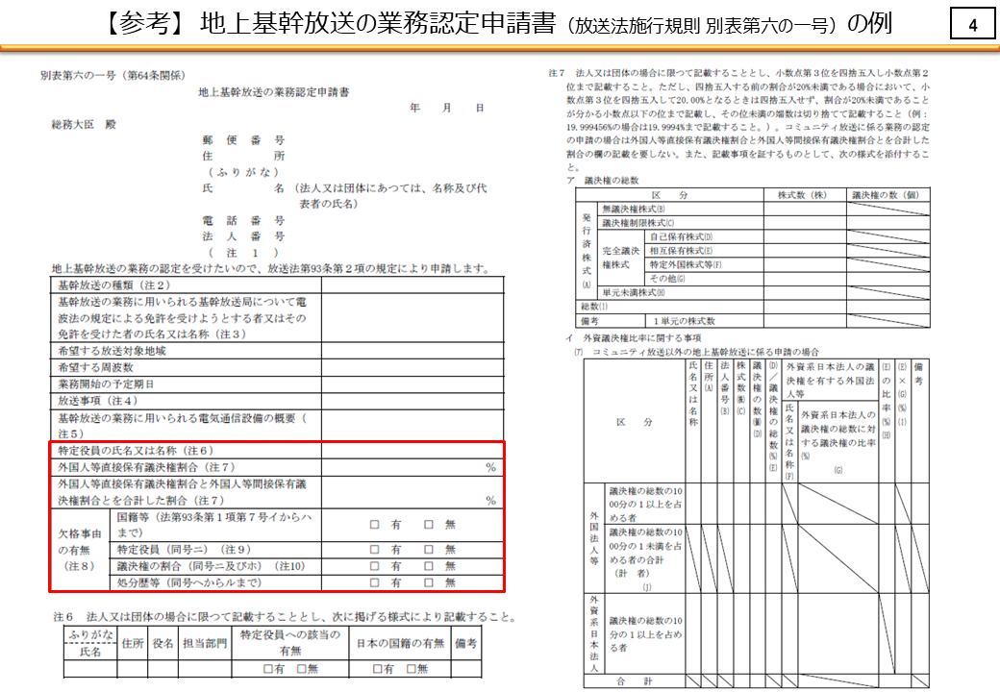 【参考】 地上基幹放送の業務認定申請書（放送法施行規則 別表第六の一号）の例
4
別表第六の一号（第64条関係）
地上基幹放送の業務認定申請書
年　月　日
総務大臣　殿
郵便番号
住所
（ふりがな）
氏名（法人又は団体にあつては、名称及び代
表者の氏名）
電話番号
法人番号
（注１）
地上基幹放送の業務の認定を受けたいので、放送法第93条第２項の規定により申請します。
基幹放送の種類（注２）
基幹放送の業務に用いられる基幹放送局について電
波法の規定による免許を受けようとする者又はその
免許を受けた者の氏名又は名称（注３）
希望する放送対象地域
希望する周波数
業務開始の予定期日
放送事項（注４）
基幹放送の業務に用いられる電気通信設備の概要（
注５）
特定役員の氏名又は名称（注６）
外国人等直接保有議決権割合（注７）　％
外国人等直接保有議決権割合と外国人等間接保有議
決権割合とを合計した割合（注７）　％
欠格事由
の有無
（注８）
国籍等（法第93条第１項第７号イからハ
まで）　□　有　□　無
特定役員（同号ニ）（注９）　□　有　□　無
議決権の割合（同号ニ及びホ）（注10）　□　有　□　無
処分歴等（同号ヘからルまで）　□　有　□　無
注６　法人又は団体の場合に限つて記載することとし、次に掲げる様式により記載すること。
ふりがな
氏名
住所
役名
担当部門
特定役員への該当の
有無
日本の国籍の有無
備考
□有　□無
□有　□無
注７　法人又は団体の場合に限つて記載することとし、小数点第３位を四捨五入し小数点第２
位まで記載すること。ただし、四捨五入する前の割合が20％未満である場合において、小
数点第３位を四捨五入して20.00％となるときは四捨五入せず、割合が20％未満であること
が分かる小数点以下の位まで記載し、その位未満の端数は切り捨てて記載すること（例：
19.999456％の場合は19.9994％まで記載すること。）。コミュニティ放送に係る業務の認定
の申請の場合は外国人等直接保有議決権割合と外国人等間接保有議決権割合とを合計した
割合の欄の記載を要しない。また、記載事項を証するものとして、次の様式を添付するこ
と。
ア　議決権の総数
区　分
株式数（株）
議決権の数（個）
発行済株式(A)
無議決権株式(B)
議決権制限株式(C)
完全議決
権株式
自己保有株式(D)
相互保有株式(E)
特定外国株式等(F)
その他(G)
単元未満株式(H)
総数(I)
備考
１単元の株式数
イ　外資議決権比率に関する事項
(ｱ)　コミュニティ放送以外の地上基幹放送に係る申請の場合
区　分
氏名又は名称
住所(A)
法人番号(B)
株式数(株)(C)
議決権の数(個)(D)
(D)／議決権の総数(％)(E)
外資系日本法人の議
決権を有する外国法
人等
氏名又は名称(F)
外資系日本法人の
議決権の総数に対
する議決権の比率
(％)
(G)
(E)の比率(％)(H)
(E)×(G)(％)(I)
備考
外国法人等
議決権の総数の10
00分の１以上を占
める者
議決権の総数の10
00分の１未満を占
める者の合計
（計　者）
(J)
外資系日本法人
議決権の総数の10
分の１以上を占め
る者
合　計